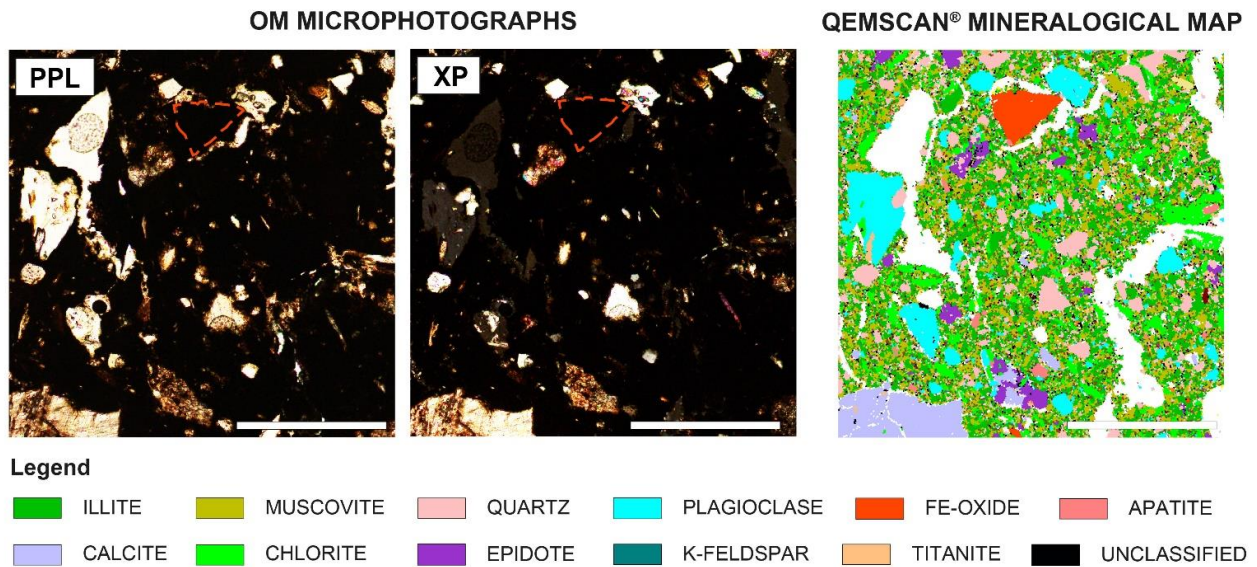 OM MICROPHOTOGRAPHS
QEMSCAN® MINERALOGICAL MAP
PPL
XP
Legend
ILLITE MUSCOVITE QUARTZ PLAGIOCLASE FE-OXIDE APATITE
CALCITE CHLORITE EPIDOTE K-FELDSPAR TITANITE UNCLASSIFIED